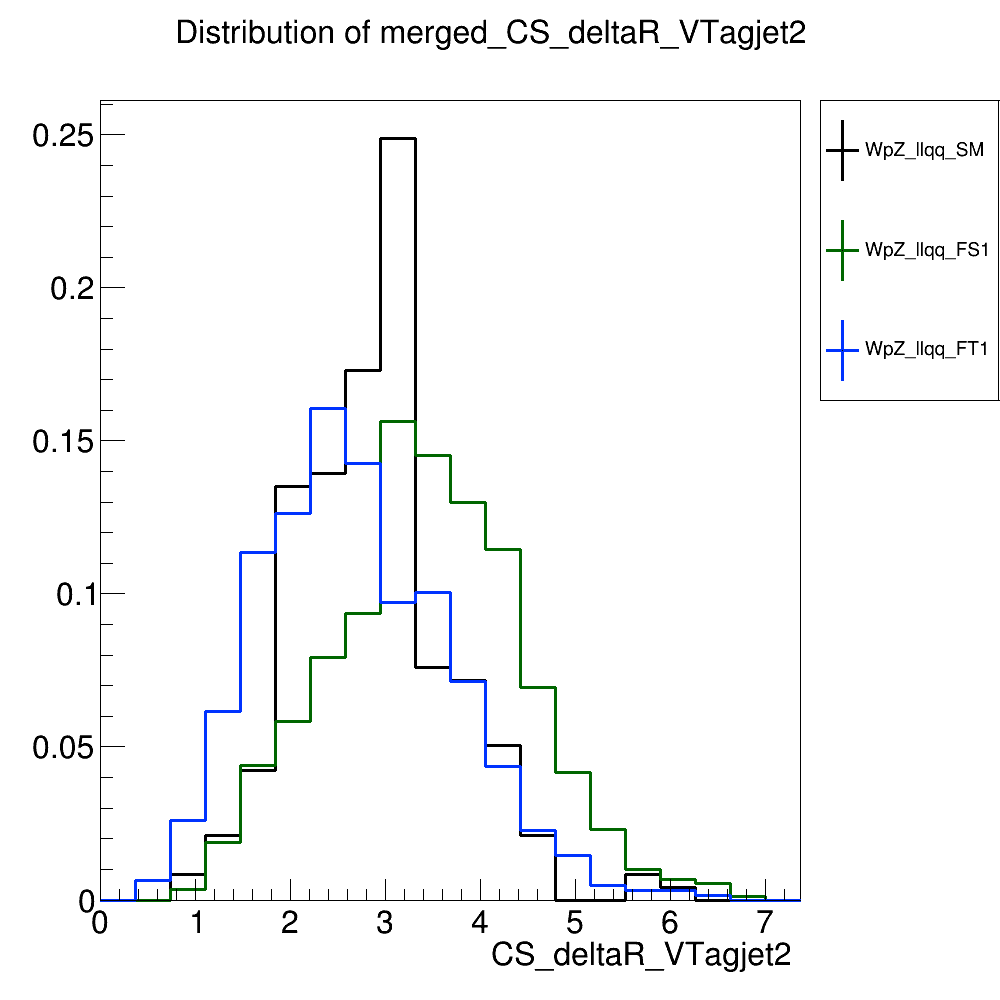 Distribution of merged_CS_deltaR_VTagjet2
0.25
0.2
0.15
0.1
0.05
0
0 1 2 3 4 5 6 7
CS_deltaR_VTagjet2
WpZ_llqq_SM
WpZ_llqq_FS1
WpZ_llqq_FT1